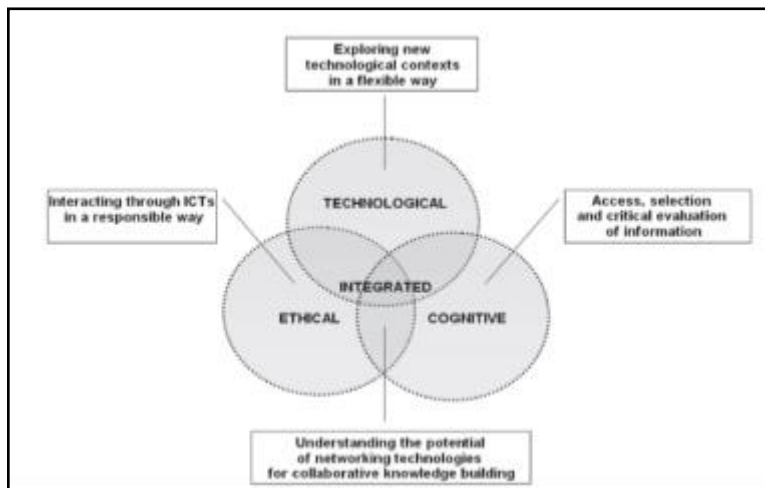 Exploring new
technological contexts
in a flexible way
TECHNOLOGICAL
Interacting through ICTs
in a responsible way
Access, selection
and critical evaluation
of information
INTEGRATED
ETHICAL
COGNITIVE
Understanding the potential
of networking technologies
for collaborative knowledge building